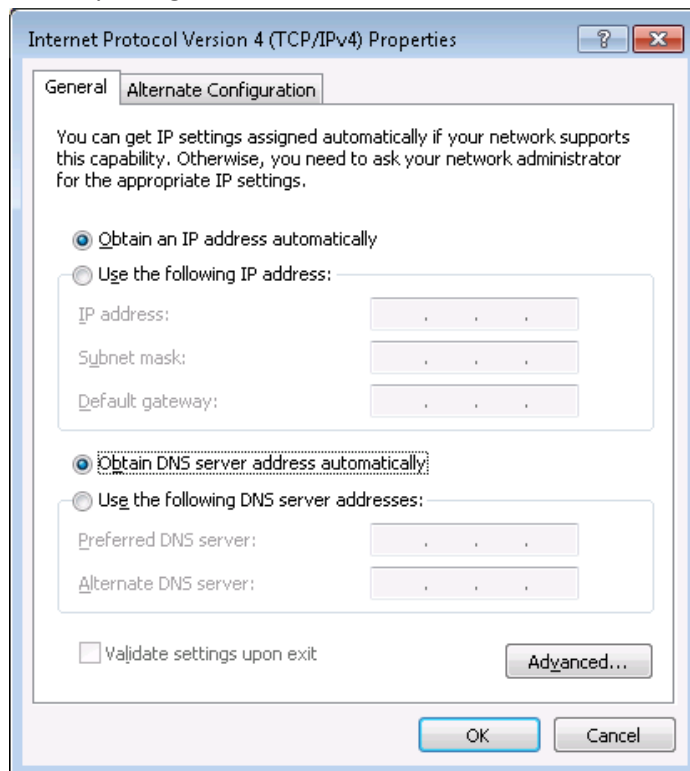 Internet Protocol Version 4 (TCP/IPv4) Properties
General
Alternate Configuration
You can get IP settings assigned automatically if your network supports
this capability. Otherwise, you need to ask your network administrator
for the appropriate IP settings.
Obtain an IP address automatically
Use the following IP address:
IP address:
Subnet mask:
Default gateway:
Obtain DNS server address automatically
Use the following DNS server addresses:
Preferred DNS server:
Alternate DNS server:
Validate settings upon exit
Advanced...
OK
Cancel